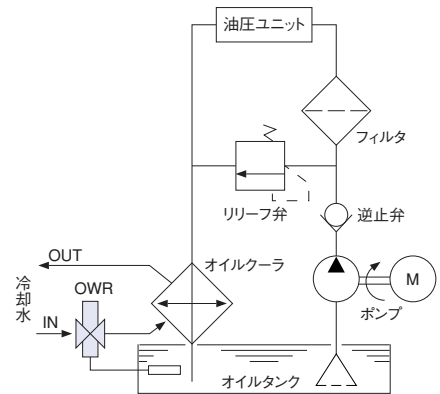 油圧ユニット
フィルタ
リリーフ弁
逆止弁
OUT
オイルクーラ
冷却水
OWR
IN
M
ポンプ
オイルタンク